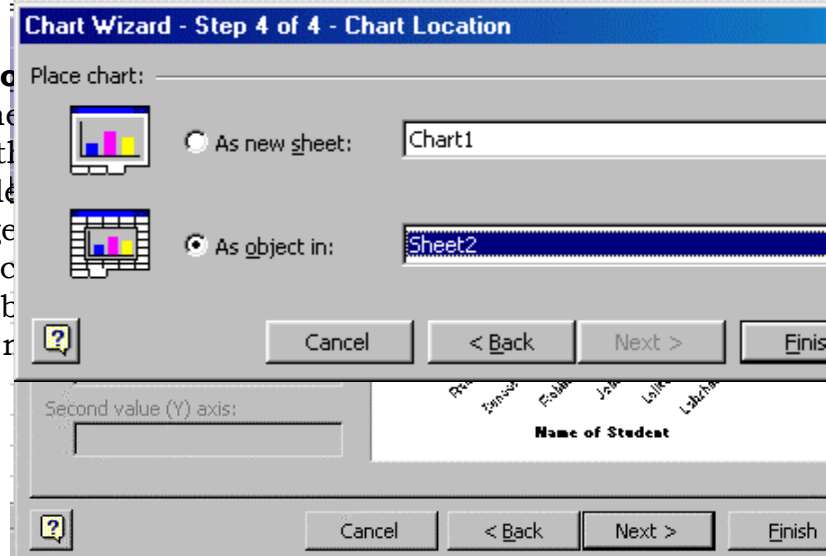 Chart Wizard - Step 4 of 4 - Chart Location
Place chart:
As new sheet: Chart1
As object in: Sheet2
Cancel < Back Next > Finis
Second value (Y) axis:
Name of Student
Cancel < Back Next > Finish